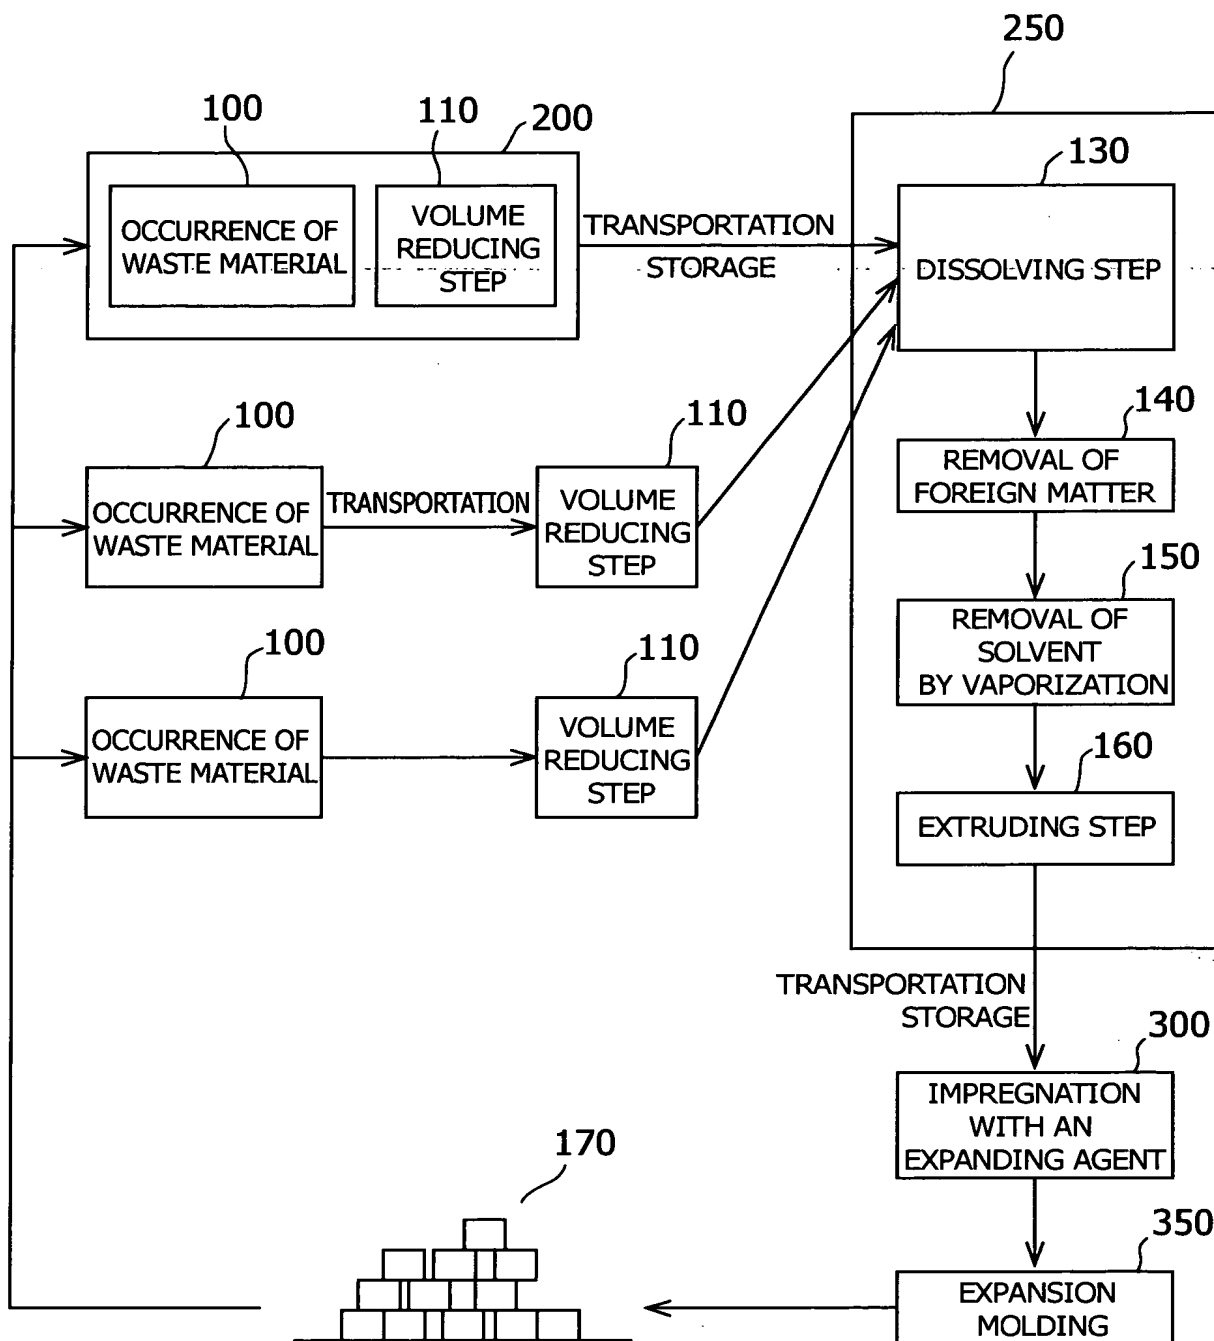 250
100
110
200
130
OCCURRENCE OF
WASTE MATERIAL
VOLUME
REDUCING
STEP
TRANSPORTATION
STORAGE
DISSOLVING STEP
100
110
140
OCCURRENCE OF
WASTE MATERIAL
TRANSPORTATION
VOLUME
REDUCING
STEP
REMOVAL OF
FOREIGN MATTER
150
100
110
REMOVAL OF
SOLVENT
BY VAPORIZATION
OCCURRENCE OF
WASTE MATERIAL
VOLUME
REDUCING
STEP
160
EXTRUDING STEP
TRANSPORTATION
STORAGE
300
IMPREGNATION
WITH AN
EXPANDING AGENT
170
350
EXPANSION
MOLDING